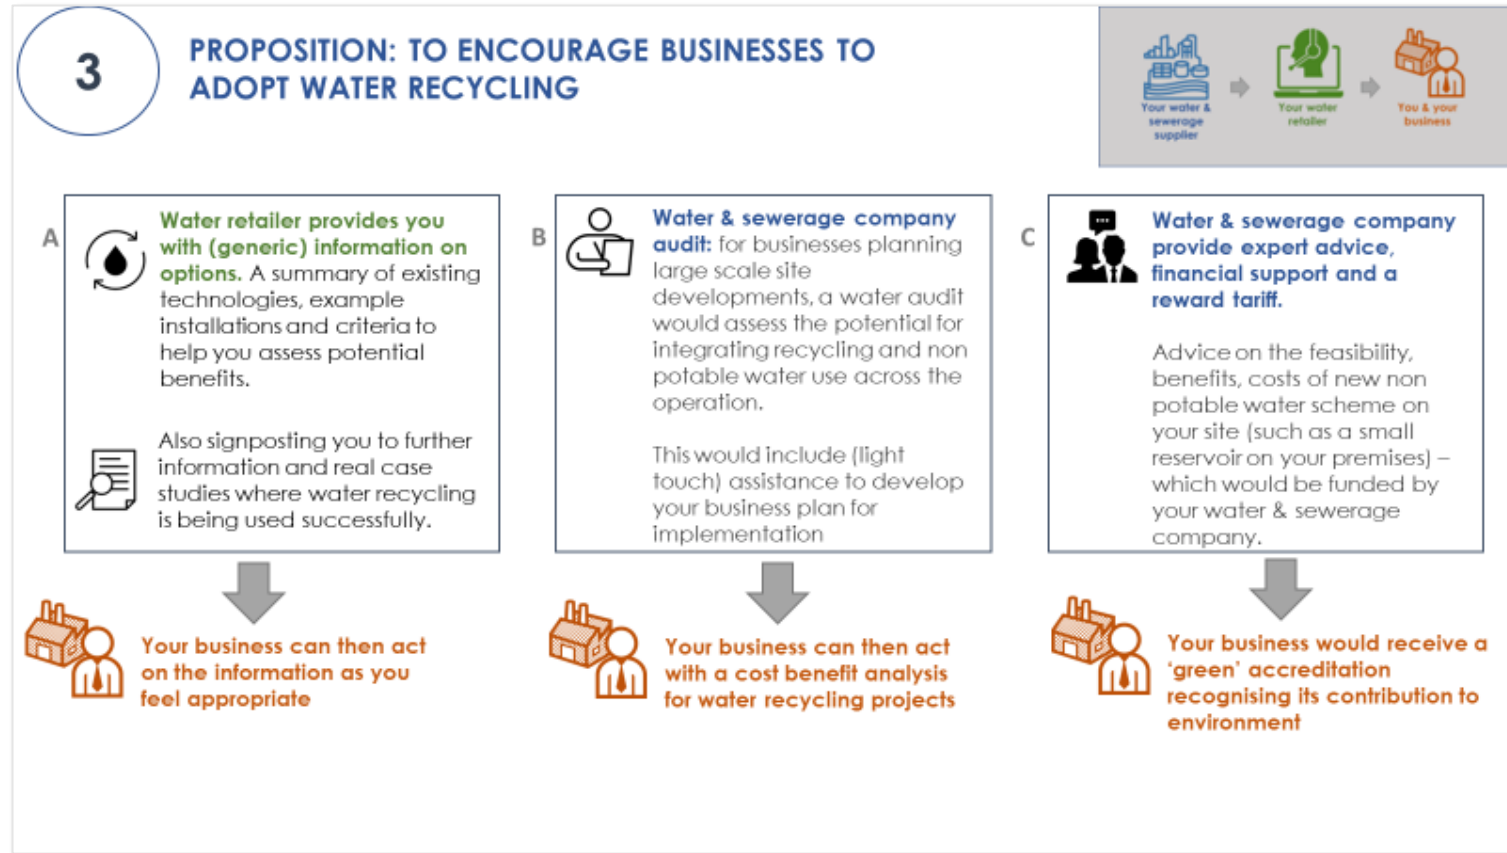 3
PROPOSITION: TO ENCOURAGE BUSINESSES TO
ADOPT WATER RECYCLING
Your water &
sewerage
supplier
Your water
retailer
You & your
business
A
Water retailer provides you
with (generic) information on
options. A summary of existing
technologies, example
installations and criteria to
help you assess potential
benefits.
Also signposting you to further
information and real case
studies where water recycling
is being used successfully.
Your business can then act
on the information as you
feel appropriate
B
Water & sewerage company
audit: for businesses planning
large scale site
developments, a water audit
would assess the potential for
integrating recycling and non
potable water use across the
operation.
This would include (light
touch) assistance to develop
your business plan for
implementation
Your business can then act
with a cost benefit analysis
for water recycling projects
C
Water & sewerage company
provide expert advice,
financial support and a
reward tariff.
Advice on the feasibility,
benefits, costs of new non
potable water scheme on
your site (such as a small
reservoir on your premises) –
which would be funded by
your water & sewerage
company.
Your business would receive a
‘green’ accreditation
recognising its contribution to
environment